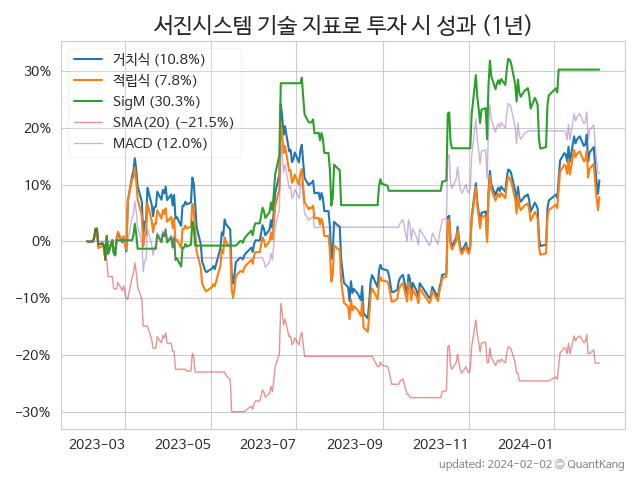 서진시스템 기술 지표로 투자 시 성과 (1년)
거치식 (10.8%)
적립식 (7.8%)
SigM (30.3%)
SMA(20) (−21.5%)
MACD (12.0%)
30%
20%
10%
0%
−10%
−20%
−30%
2023-03 2023-05 2023-07 2023-09 2023-11 2024-01
updated: 2024-02-02 © QuantKang